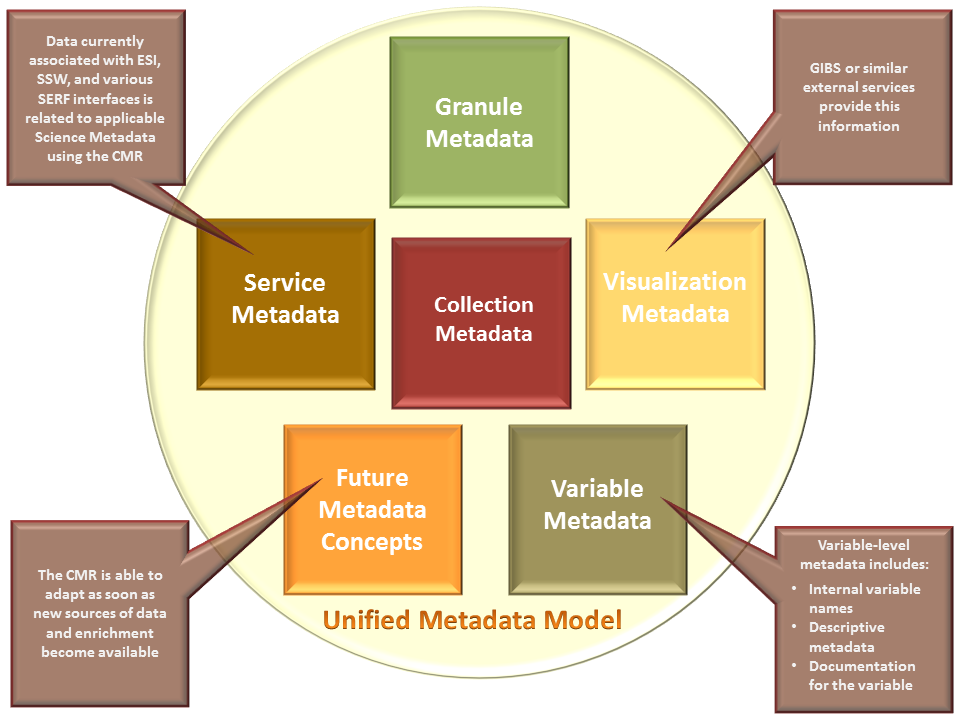 Data currently
associated with ESI,
SSW, and various
SERF interfaces is
related to applicable
Science Metadata
using the CMR
Granule
Metadata
GIBS or similar
external services
provide this
information
Service
Metadata
Collection
Metadata
Visualization
Metadata
Future
Metadata
Concepts
Variable
Metadata
The CMR is able to
adapt as soon as
new sources of data
and enrichment
become available
Variable-level
metadata includes:
• Internal variable
names
• Descriptive
metadata
• Documentation
for the variable
Unified Metadata Model